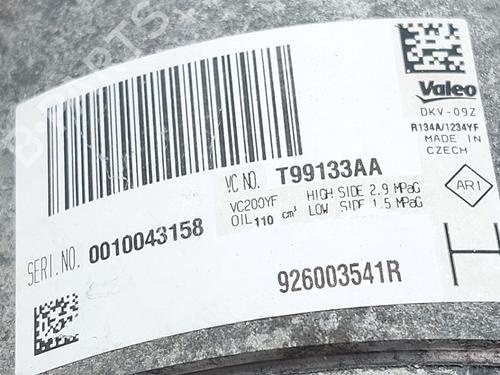 Valeo
DKV-09Z
R134A/1234YF
MADE IN
CZECH
AR1
VC NO. T99133AA
VC200YF HIGH SIDE 2.9 MPaG
OIL 110 cm³ LOW SIDE 1.5 MPaG
SERI.NO. 0010043158
926003541R
H
B-PARTS